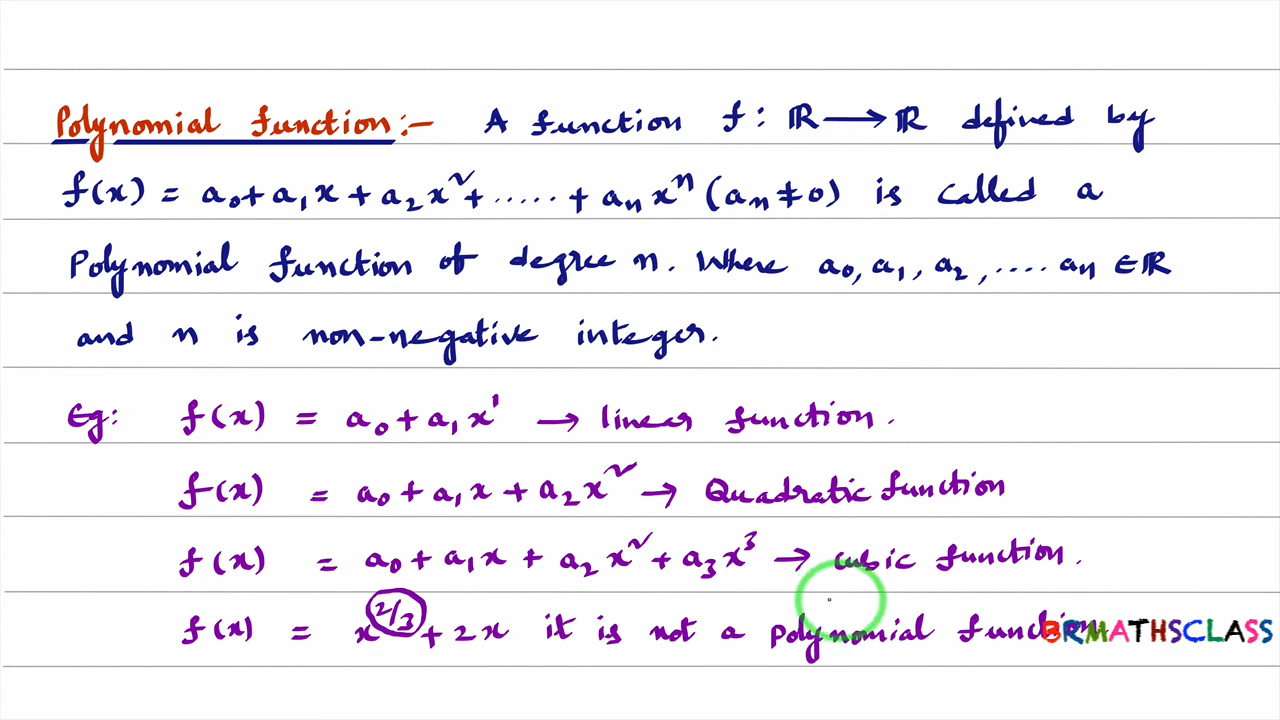 Polynomial function:- A function f: ℝ → ℝ defined by
f(x) = a₀ + a₁x + a₂x² + ..... + aₙxⁿ (aₙ ≠ 0) is called a
Polynomial function of degree n. Where a₀, a₁, a₂, .... aₙ ∈ ℝ
and n is non-negative integer.
Eg: f(x) = a₀ + a₁x¹ → linear function.
f(x) = a₀ + a₁x + a₂x² → Quadratic function
f(x) = a₀ + a₁x + a₂x² + a₃x³ → cubic function.
f(x) = x^(2/3) + 2x it is not a polynomial function
BRMATHSCLASS